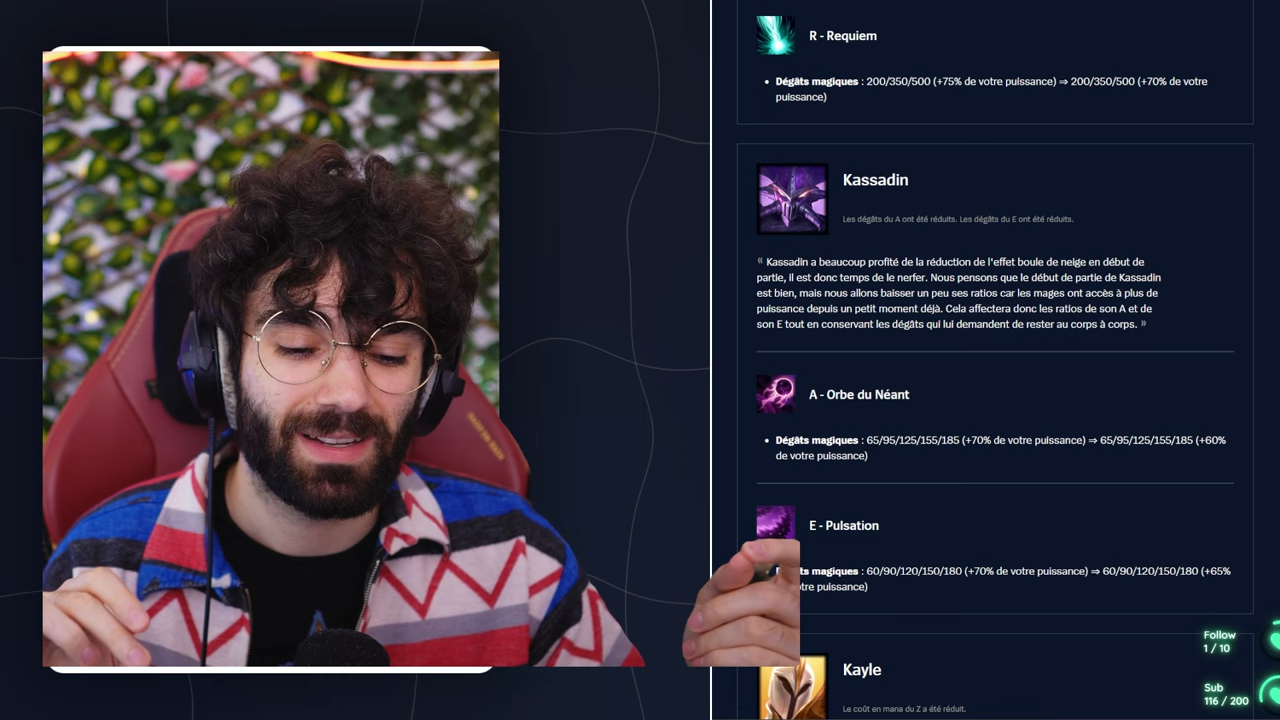 R - Requiem
• Dégâts magiques : 200/350/500 (+75% de votre puissance) ⇒ 200/350/500 (+70% de votre
puissance)
Kassadin
Les dégâts du A ont été réduits. Les dégâts du E ont été réduits.
« Kassadin a beaucoup profité de la réduction de l'effet boule de neige en début de
partie, il est donc temps de le nerfer. Nous pensons que le début de partie de Kassadin
est bien, mais nous allons baisser un peu ses ratios car les mages ont accès à plus de
puissance depuis un petit moment déjà. Cela affectera donc les ratios de son A et de
son E tout en conservant les dégâts qui lui demandent de rester au corps à corps. »
A - Orbe du Néant
• Dégâts magiques : 65/95/125/155/185 (+70% de votre puissance) ⇒ 65/95/125/155/185 (+60%
de votre puissance)
E - Pulsation
magiques : 60/90/120/150/180 (+70% de votre puissance) ⇒ 60/90/120/150/180 (+65%
puissance)
Kayle
Le coût en mana du Z a été réduit.
Follow
1 / 10
Sub
116 / 200